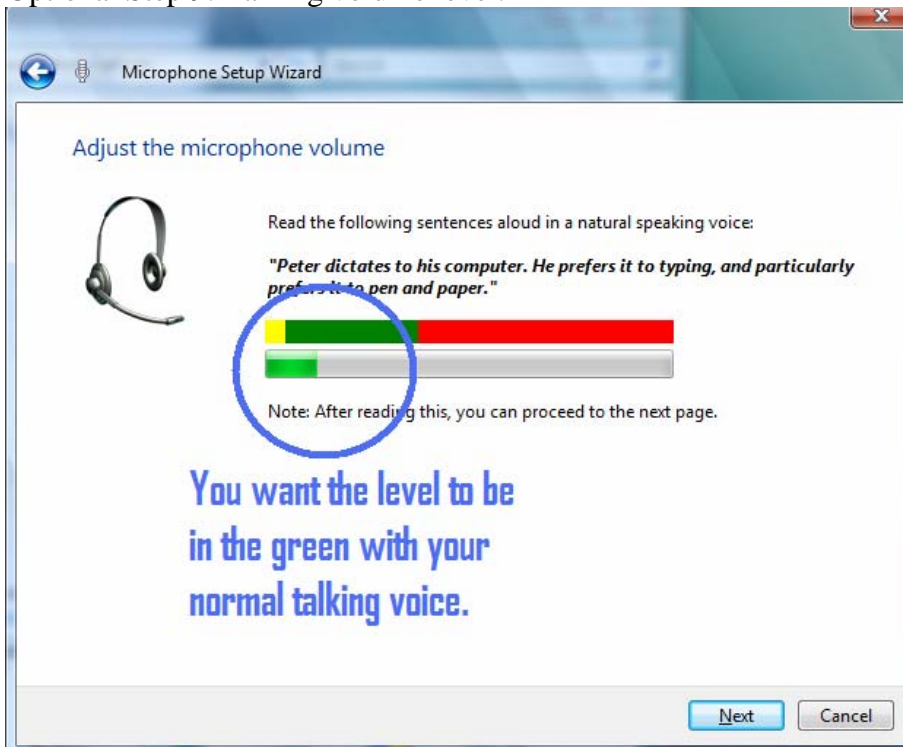 Microphone Setup Wizard
Adjust the microphone volume
Read the following sentences aloud in a natural speaking voice:
"Peter dictates to his computer. He prefers it to typing, and particularly
prefers it to pen and paper."
Note: After reading this, you can proceed to the next page.
You want the level to be
in the green with your
normal talking voice.
Next
Cancel